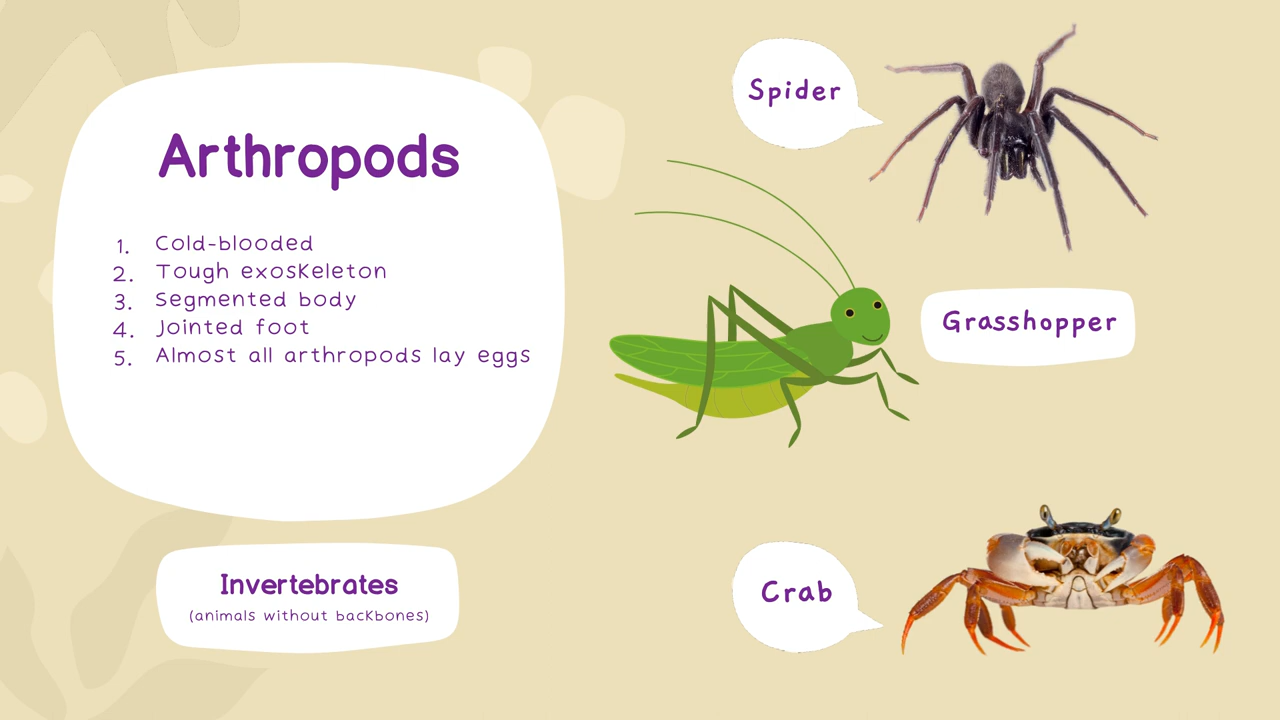 Arthropods
1. Cold-blooded
2. Tough exoskeleton
3. Segmented body
4. Jointed foot
5. Almost all arthropods lay eggs
Invertebrates
(animals without backbones)
Spider
Grasshopper
Crab